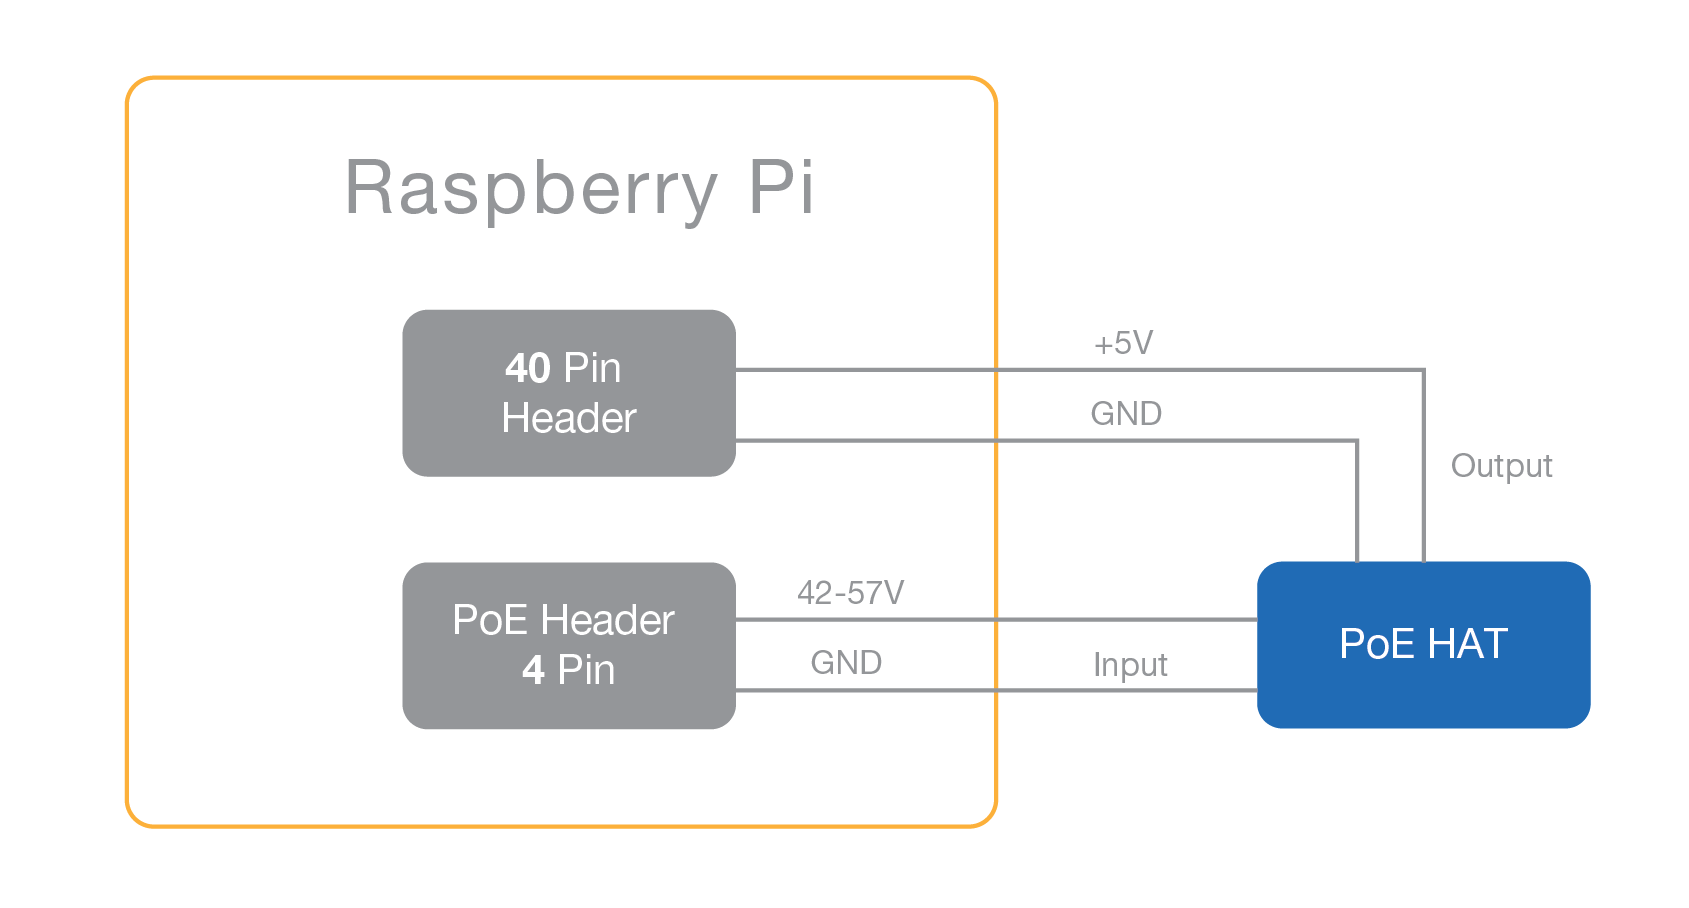 Raspberry Pi
40 Pin
Header
+5V
GND
Output
PoE Header
4 Pin
42-57V
GND
Input
PoE HAT